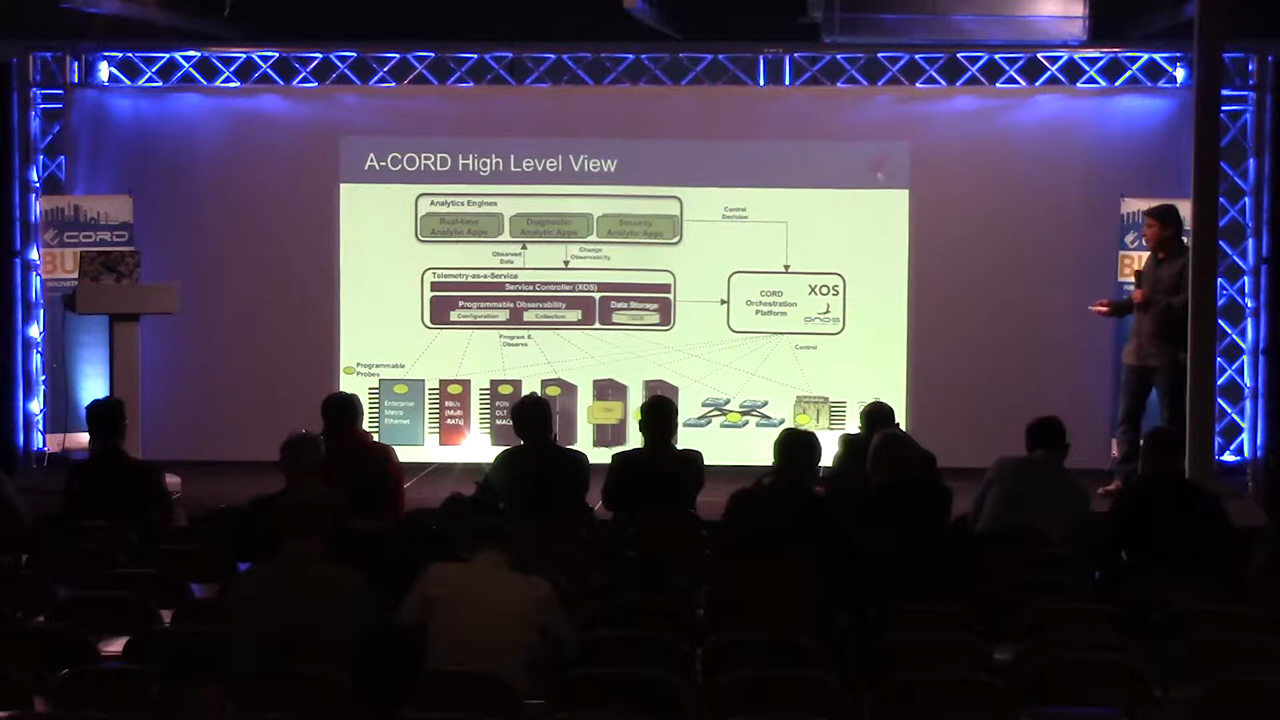 A-CORD High Level View
Analytics Engines
Real-time
Analytic Apps
Diagnostic
Analytic Apps
Security
Analytic Apps
Control
Decision
Observed
Data
Change
Observability
Telemetry-as-a-Service
Service Controller (XOS)
Programmable Observability
Configuration
Collection
Data Storage
CORD
Orchestration
Platform
XOS
ONOS
Program &
Observe
Control
Programmable
Probes
Enterprise
Metro
Ethernet
BBUs
(Multi
-RATs)
PON
OLT
MACs
CORD
BU